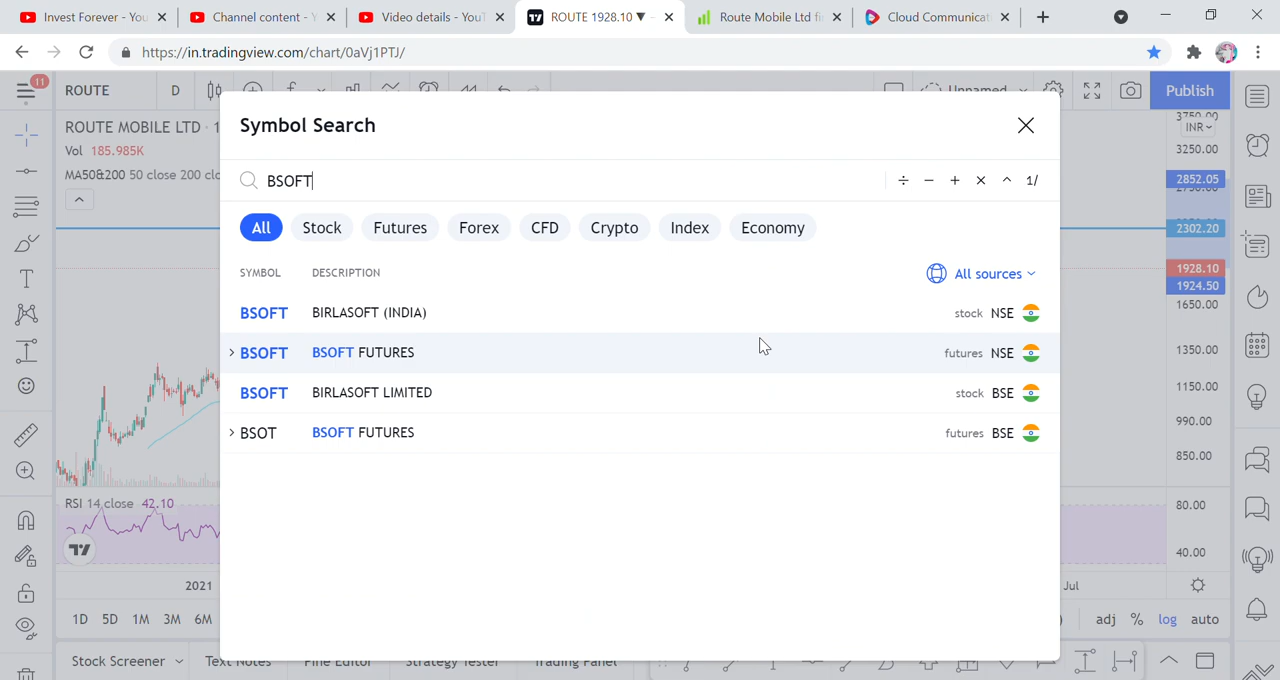 Invest Forever - You
Channel content - Y
Video details - YouT
ROUTE 1928.10 ▼
Route Mobile Ltd fi
Cloud Communicat
https://in.tradingview.com/chart/0aVj1PTJ/
11
ROUTE
D
Unnamed
Publish
ROUTE MOBILE LTD · 1
Vol 185.985K
MA50&200 50 close 200 clo
Symbol Search
BSOFT
÷ − + × ^ 1/
All
Stock
Futures
Forex
CFD
Crypto
Index
Economy
SYMBOL
DESCRIPTION
All sources
BSOFT BIRLASOFT (INDIA) stock NSE
BSOFT BSOFT FUTURES futures NSE
BSOFT BIRLASOFT LIMITED stock BSE
BSOT BSOFT FUTURES futures BSE
INR
3250.00
2852.05
2302.20
1928.10
1924.50
1650.00
1350.00
1150.00
990.00
850.00
RSI 14 close 42.10
80.00
40.00
2021
Jul
1D 5D 1M 3M 6M
adj % log auto
Stock Screener
Text Notes
Pine Editor
Strategy Tester
Trading Panel